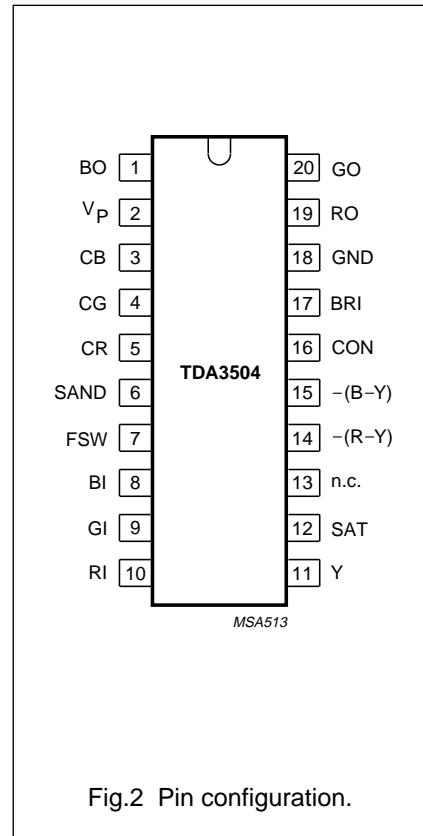 BO 1 20 GO
VP 2 19 RO
CB 3 18 GND
CG 4 17 BRI
CR 5 16 CON
TDA3504
SAND 6 15 −(B−Y)
FSW 7 14 −(R−Y)
BI 8 13 n.c.
GI 9 12 SAT
RI 10 11 Y
MSA513
Fig.2 Pin configuration.